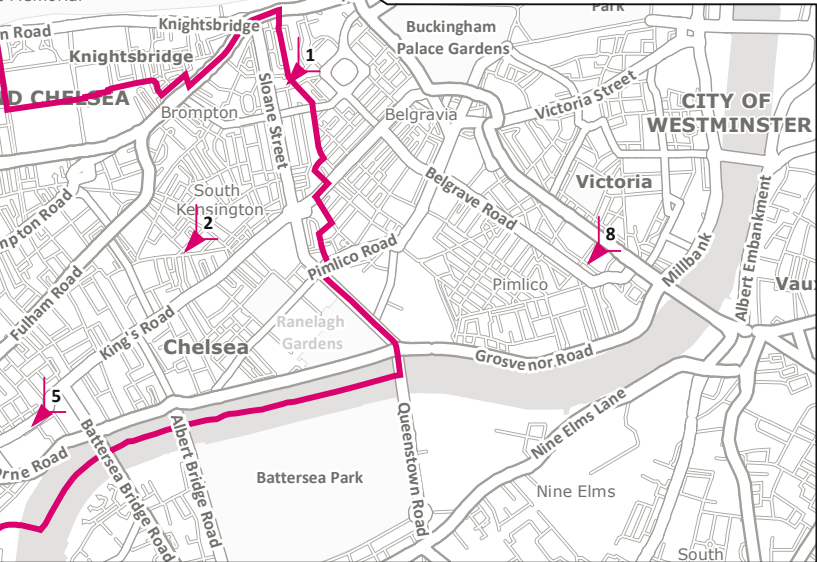 Park
n Road
Knightsbridge
Buckingham
Palace Gardens
Knightsbridge
1
Sloane Street
Victoria Street
D CHELSEA
CITY OF
WESTMINSTER
Brompton
Belgravia
South
Kensington
Belgrave Road
Victoria
mpton Road
2
8
Pimlico Road
Pimlico
Millbank
Albert Embankment
Vaux
Fulham Road
King's Road
Ranelagh
Gardens
Chelsea
Grosvenor Road
5
Queenstown Road
Nine Elms Lane
orne Road
Battersea Bridge Road
Albert Bridge Road
Battersea Park
Nine Elms
South